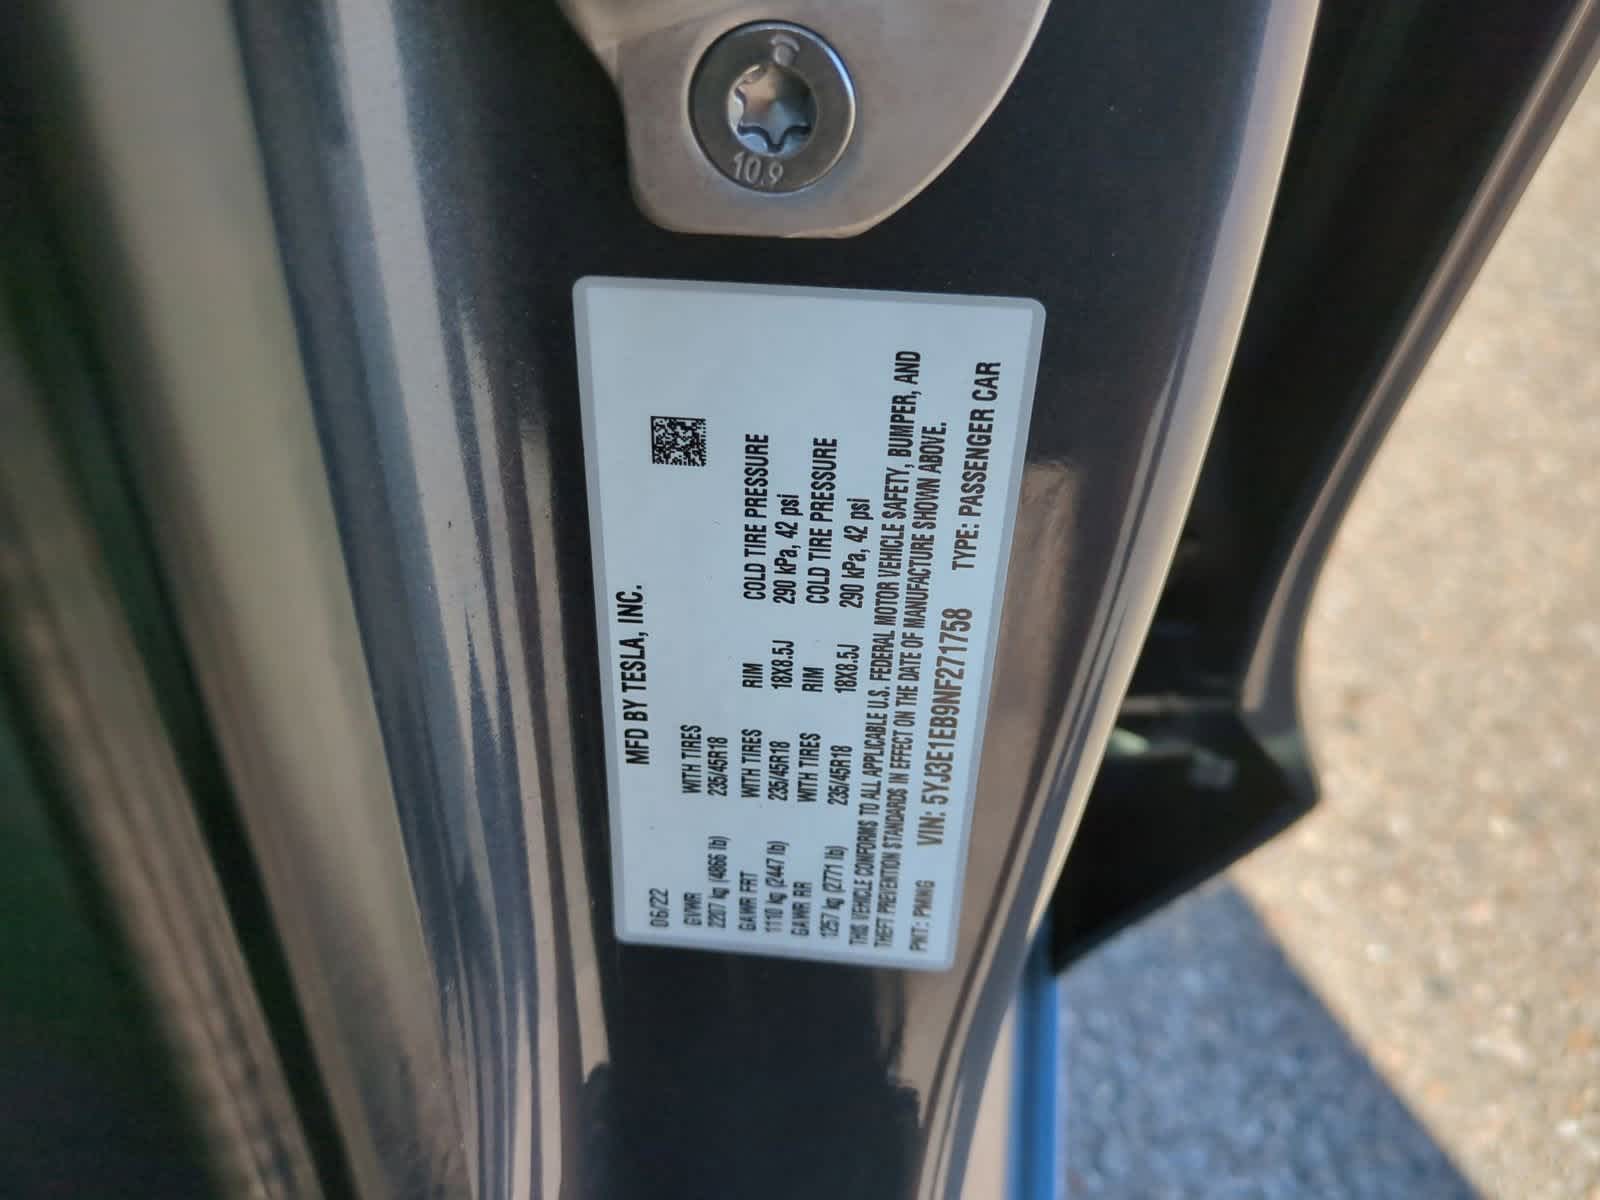 10.9
MFD BY TESLA, INC.
06/22
GVWR WITH TIRES
2207 kg (4866 lb) 235/45R18
GAWR FRT WITH TIRES RIM COLD TIRE PRESSURE
1110 kg (2447 lb) 235/45R18 18X8.5J 290 kPa, 42 psi
GAWR RR WITH TIRES RIM COLD TIRE PRESSURE
1257 kg (2771 lb) 235/45R18 18X8.5J 290 kPa, 42 psi
THIS VEHICLE CONFORMS TO ALL APPLICABLE U.S. FEDERAL MOTOR VEHICLE SAFETY, BUMPER, AND
THEFT PREVENTION STANDARDS IN EFFECT ON THE DATE OF MANUFACTURE SHOWN ABOVE.
PNT: PMNG VIN: 5YJ3E1EB9NF271758 TYPE: PASSENGER CAR